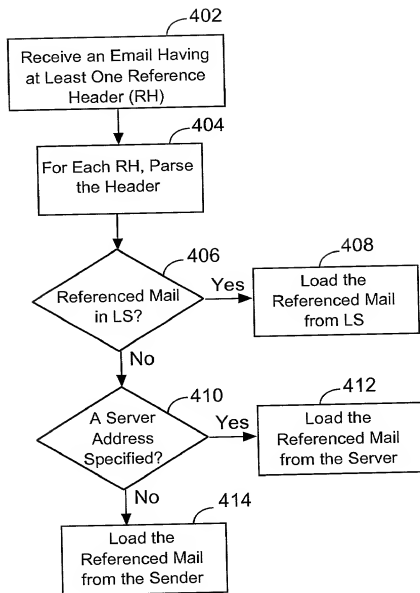 402
Receive an Email Having
at Least One Reference
Header (RH)
404
For Each RH, Parse
the Header
406
Referenced Mail
in LS?
Yes
408
Load the
Referenced Mail
from LS
No
410
A Server
Address
Specified?
Yes
412
Load the
Referenced Mail
from the Server
No
414
Load the
Referenced Mail
from the Sender